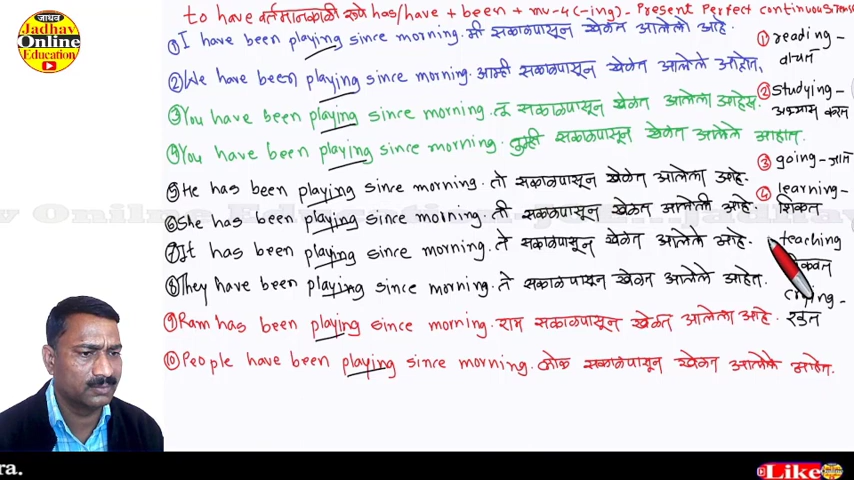 जाधव
Jadhav
Online
Education
to have वर्तमानकाळी रूपे has/have + been + mv-4 (-ing) - Present Perfect continuous tense
① I have been playing since morning. मी सकाळपासून खेळत आलेलो आहे.
② We have been playing since morning. आम्ही सकाळपासून खेळत आलेलो आहोत.
③ You have been playing since morning. तू सकाळपासून खेळत आलेला आहेस.
④ You have been playing since morning. तुम्ही सकाळपासून खेळत आलेले आहात.
⑤ He has been playing since morning. तो सकाळपासून खेळत आलेला आहे.
⑥ She has been playing since morning. ती सकाळपासून खेळत आलेली आहे.
⑦ It has been playing since morning. ते सकाळपासून खेळत आलेले आहे.
⑧ They have been playing since morning. ते सकाळपासून खेळत आलेले आहेत.
⑨ Ram has been playing since morning. राम सकाळपासून खेळत आलेला आहे.
⑩ People have been playing since morning. लोक सकाळपासून खेळत आलेले आहेत.
① reading -
वाचत
② studying -
अभ्यास करत
③ going - जात
④ learning -
शिकत
teaching
रडत
ra.
Like